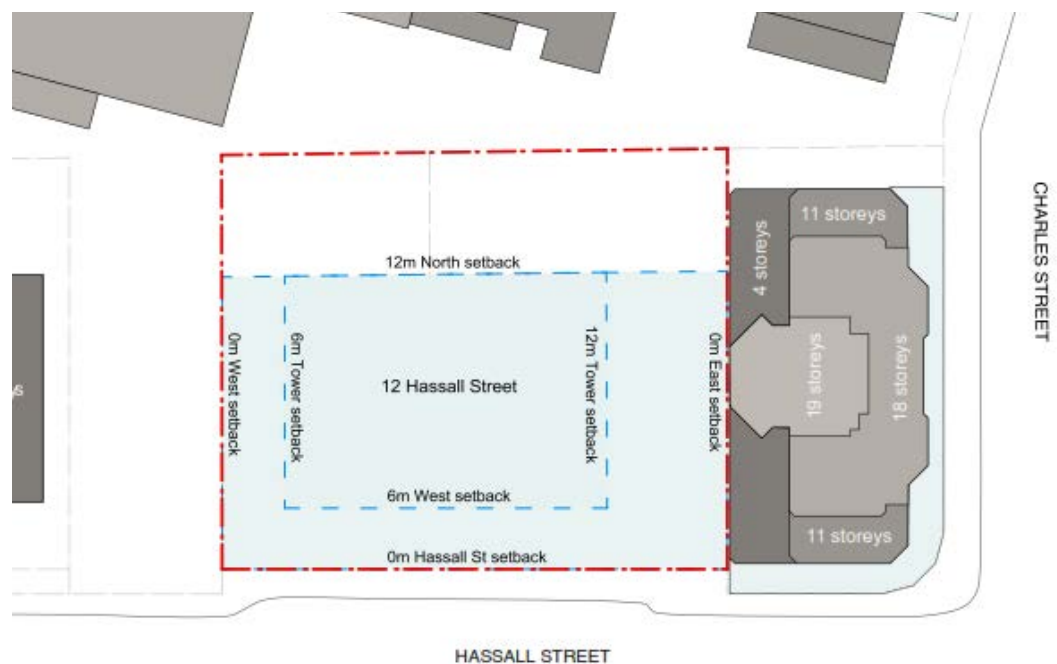 11 storeys
4 storeys
CHARLES STREET
12m North setback
0m West setback
6m Tower setback
12 Hassall Street
12m Tower setback
0m East setback
19 storeys
18 storeys
6m West setback
11 storeys
0m Hassall St setback
HASSALL STREET